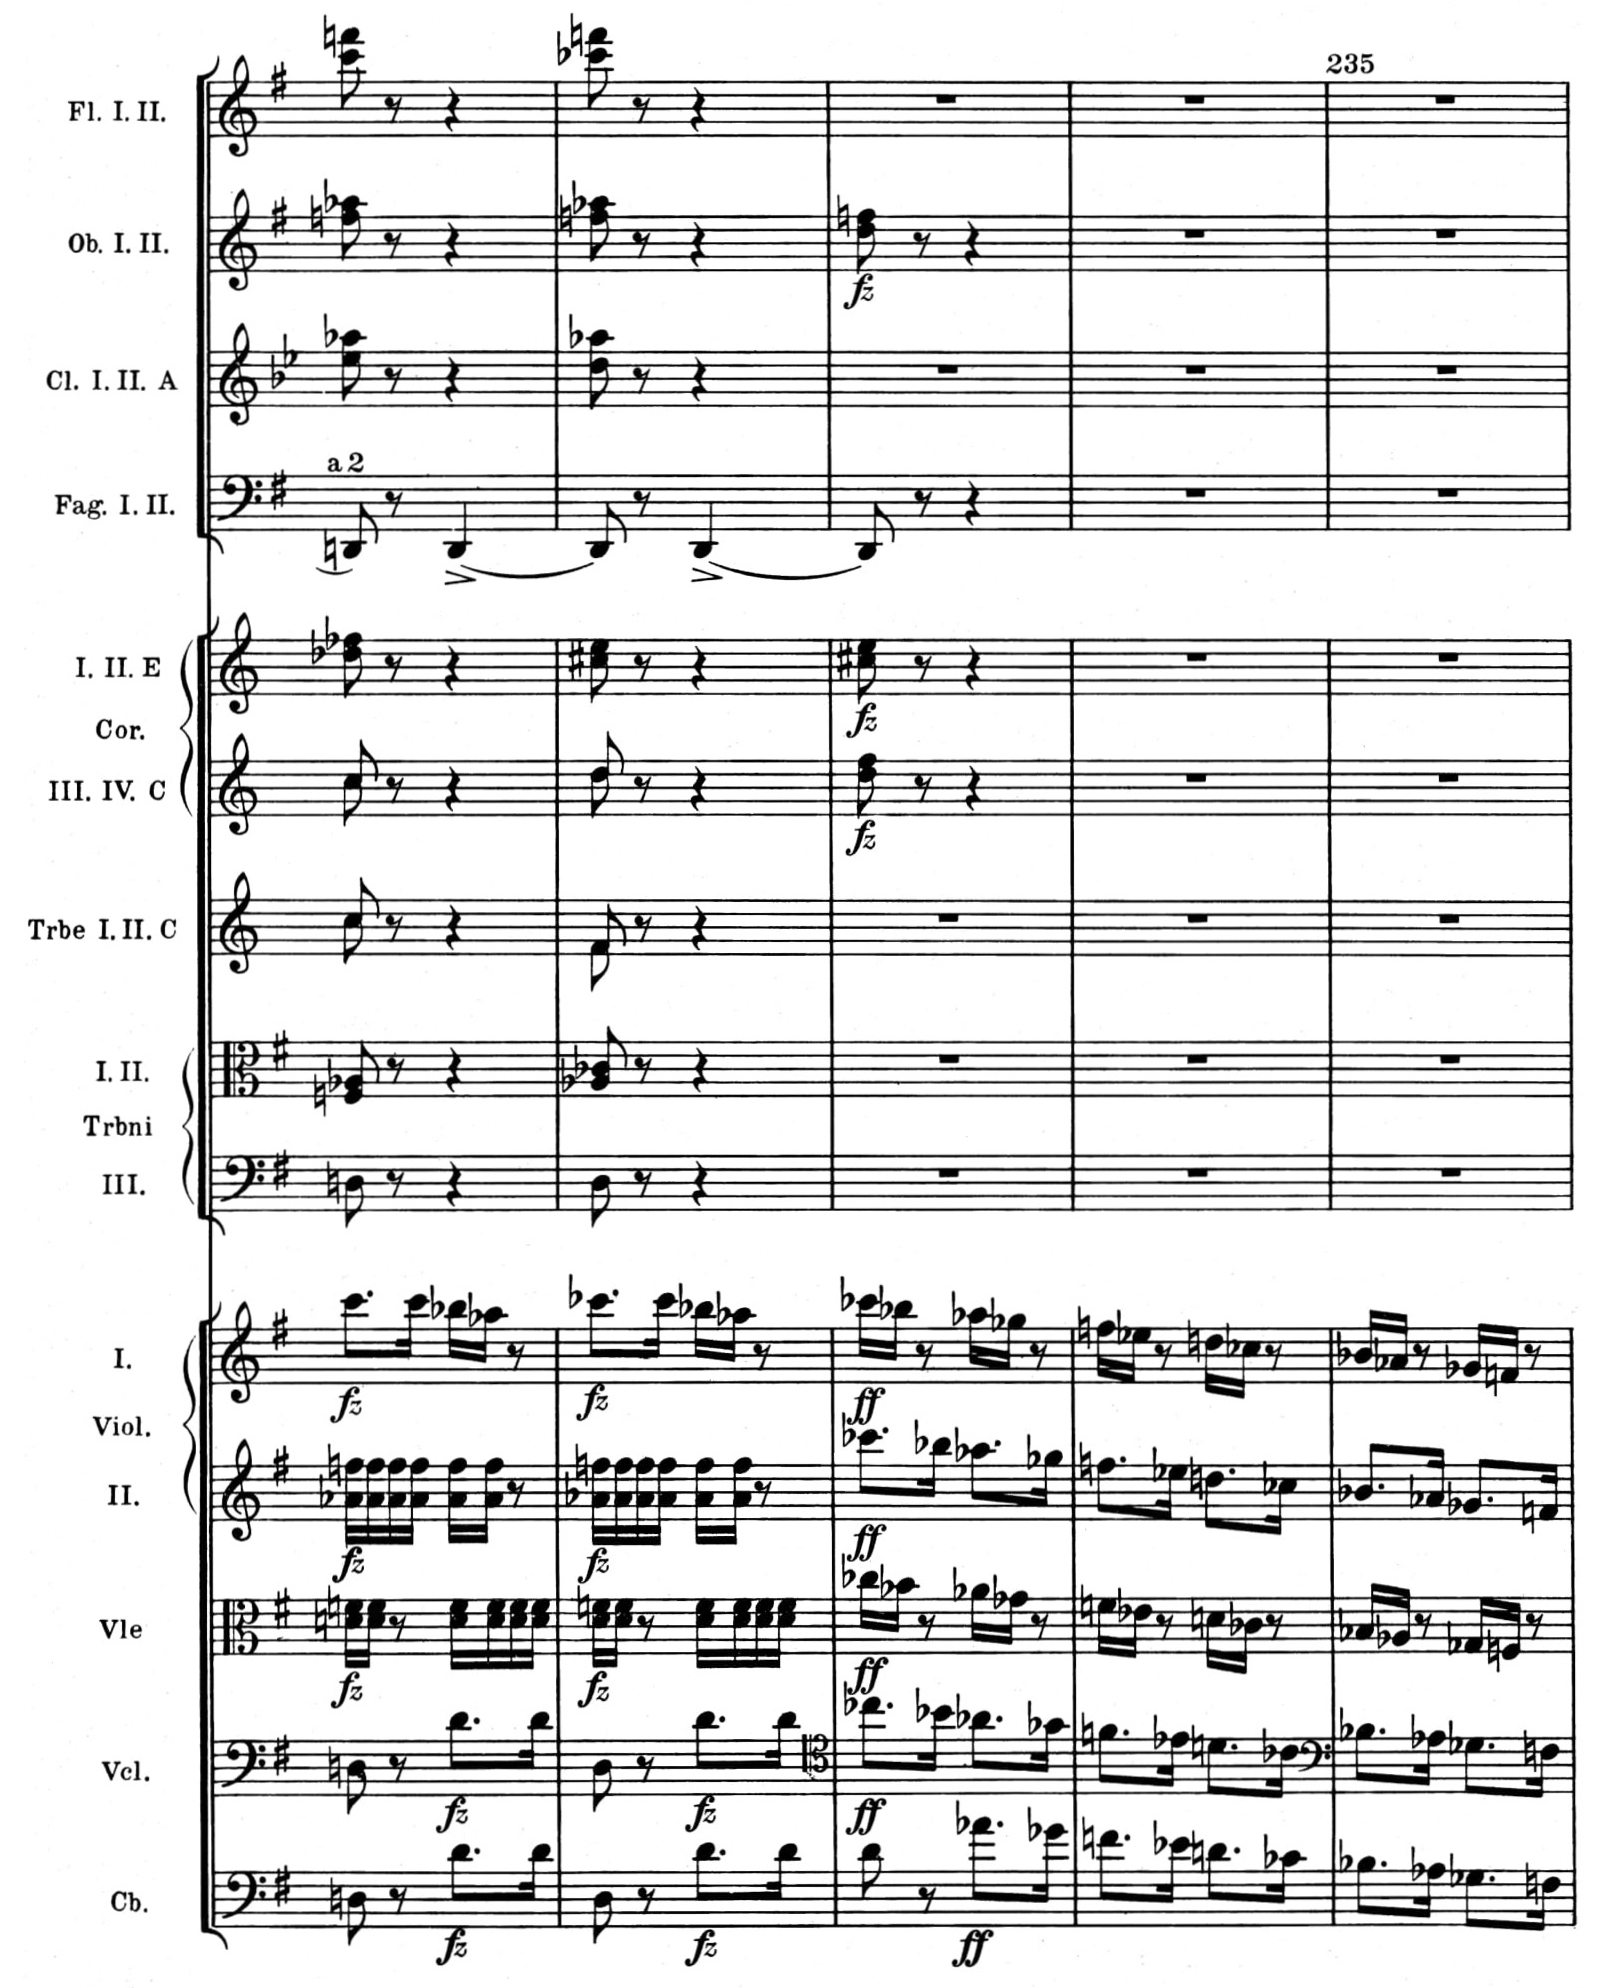 235
Fl. I. II.
Ob. I. II.
fz
Cl. I. II. A
a 2
Fag. I. II.
I. II. E
fz
Cor.
III. IV. C
fz
Trbe I. II. C
I. II.
Trbni
III.
I.
fz fz ff
Viol.
II.
fz fz ff
Vle
fz fz ff
Vcl.
fz fz ff
Cb.
fz fz ff